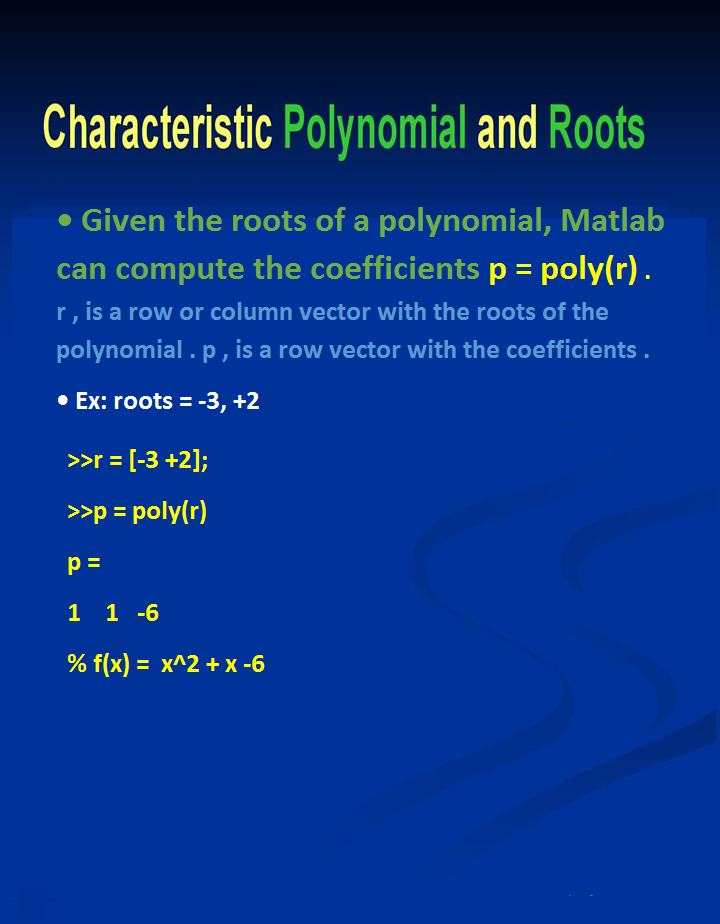 Characteristic Polynomial and Roots
• Given the roots of a polynomial, Matlab
can compute the coefficients p = poly(r) .
r , is a row or column vector with the roots of the
polynomial . p , is a row vector with the coefficients .
• Ex: roots = -3, +2
>>r = [-3 +2];
>>p = poly(r)
p =
1 1 -6
% f(x) = x^2 + x -6